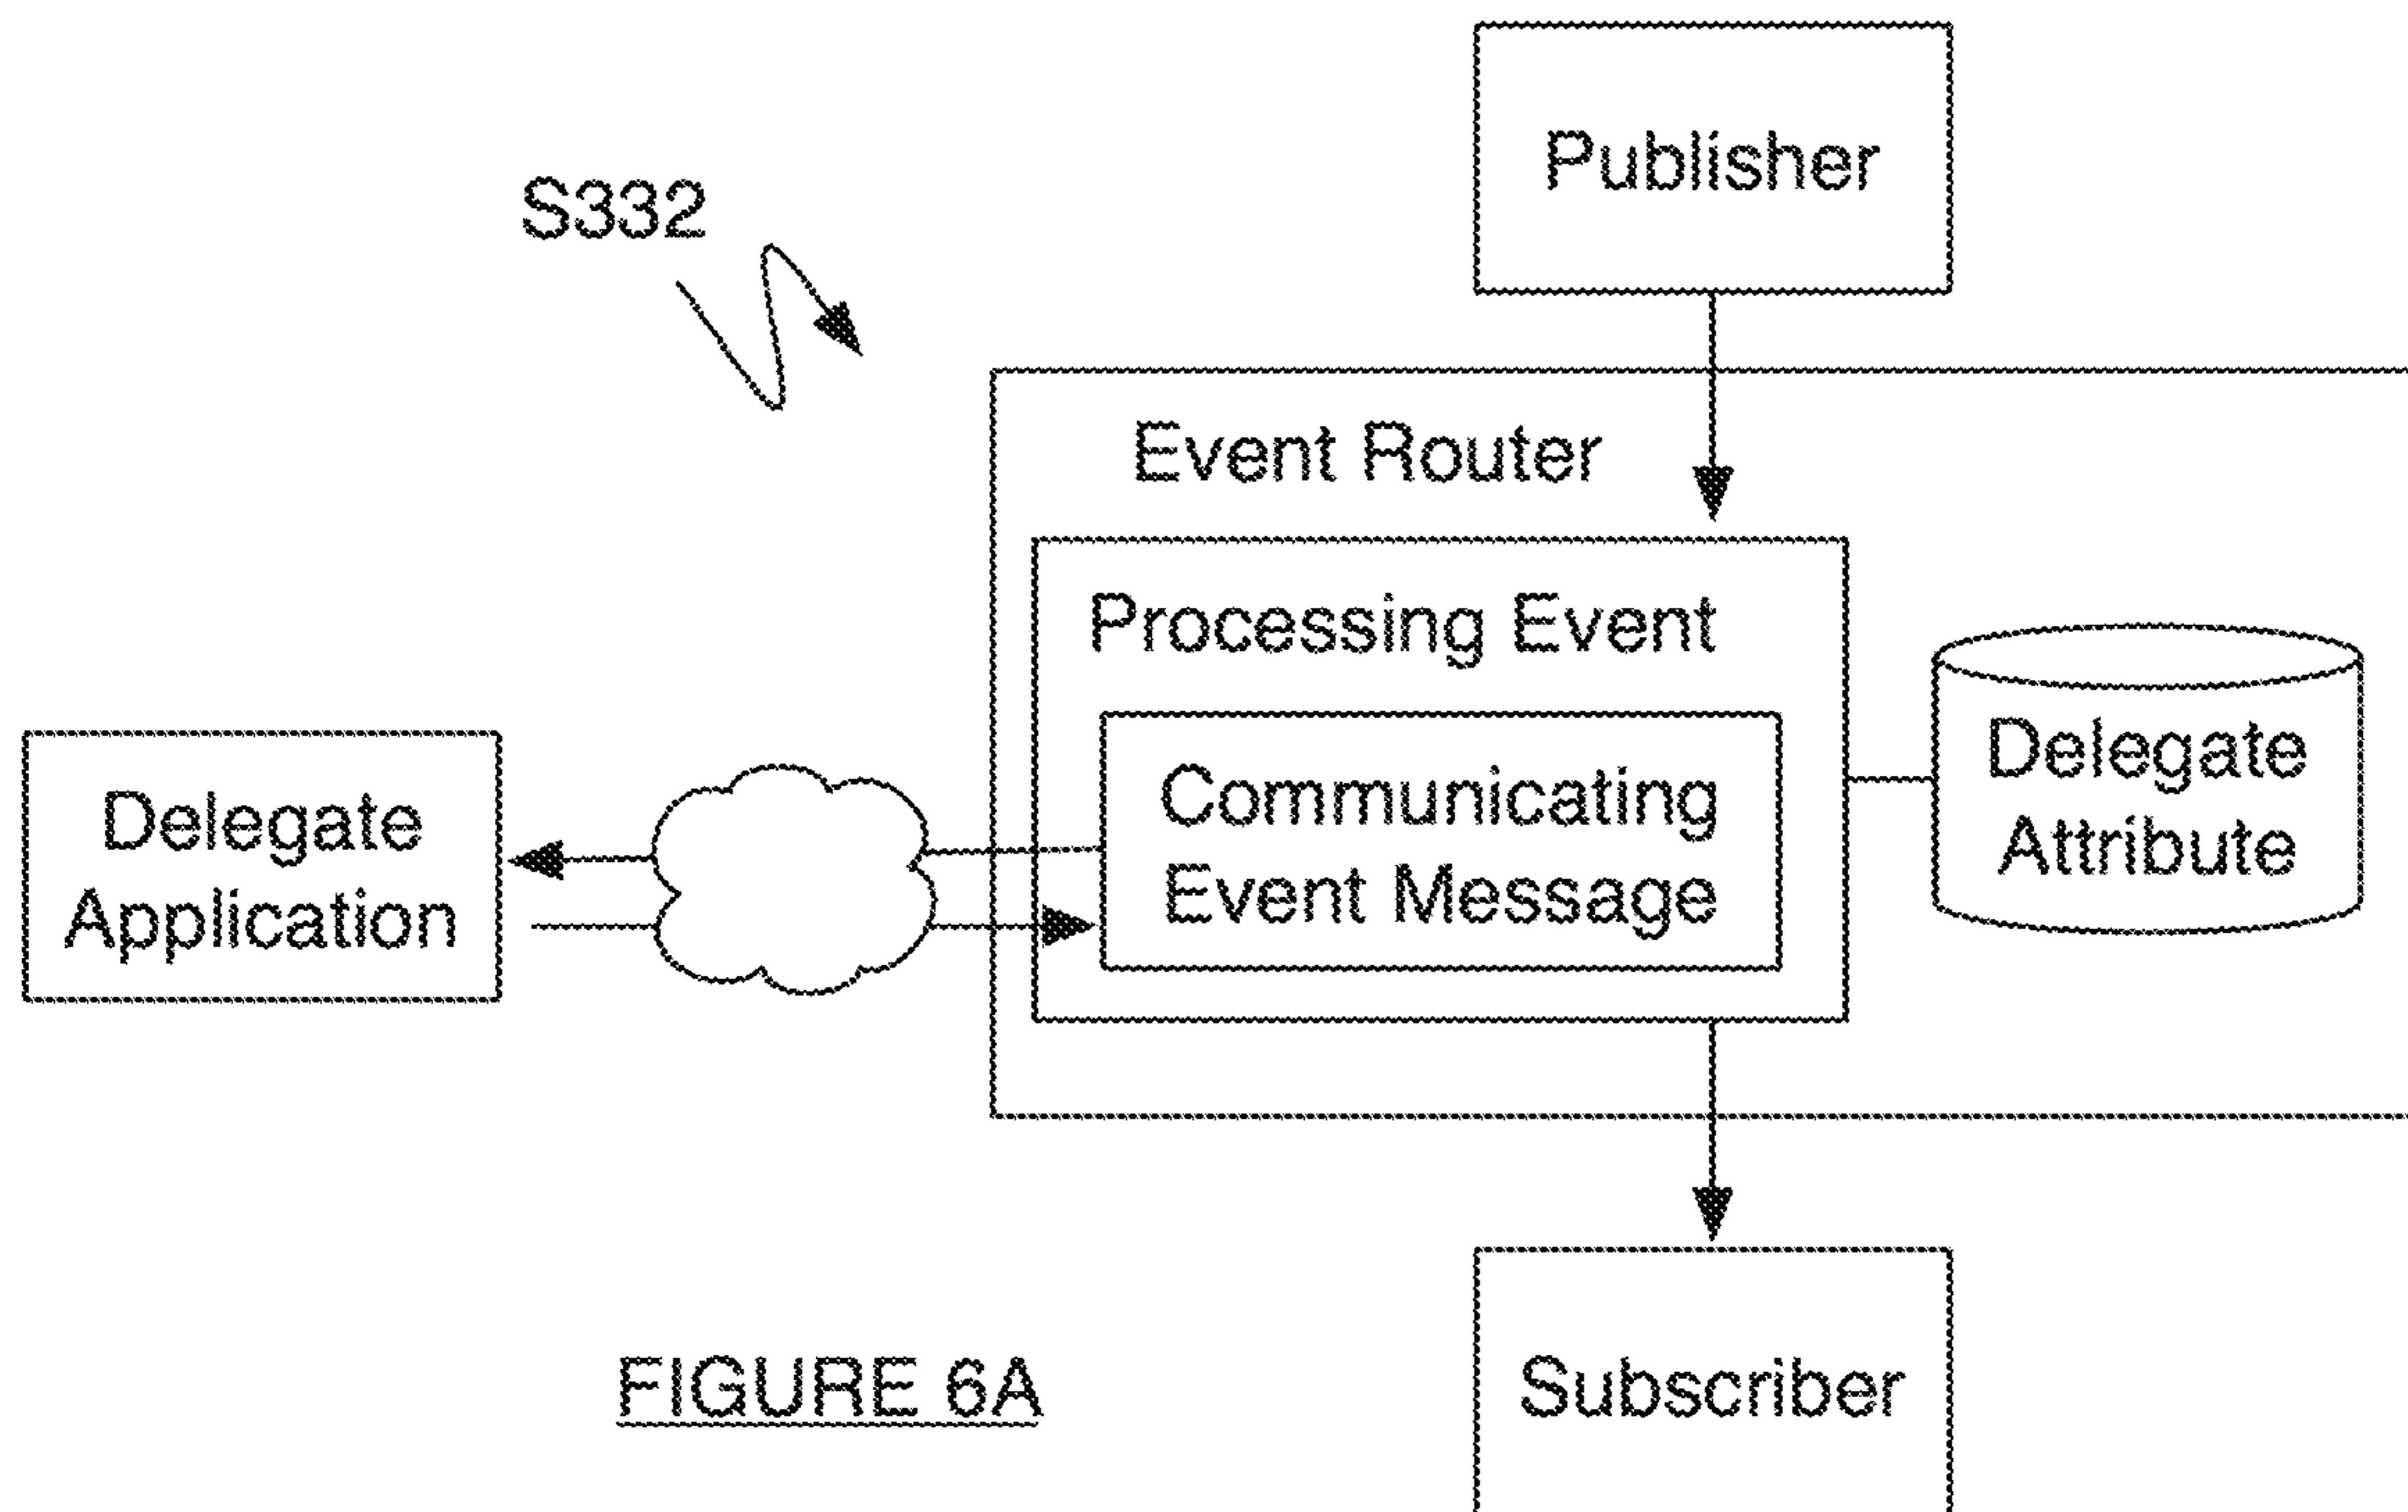 Publisher
S332
Event Router
Processing Event
Communicating
Event Message
Delegate
Attribute
Delegate
Application
Subscriber
FIGURE 6A